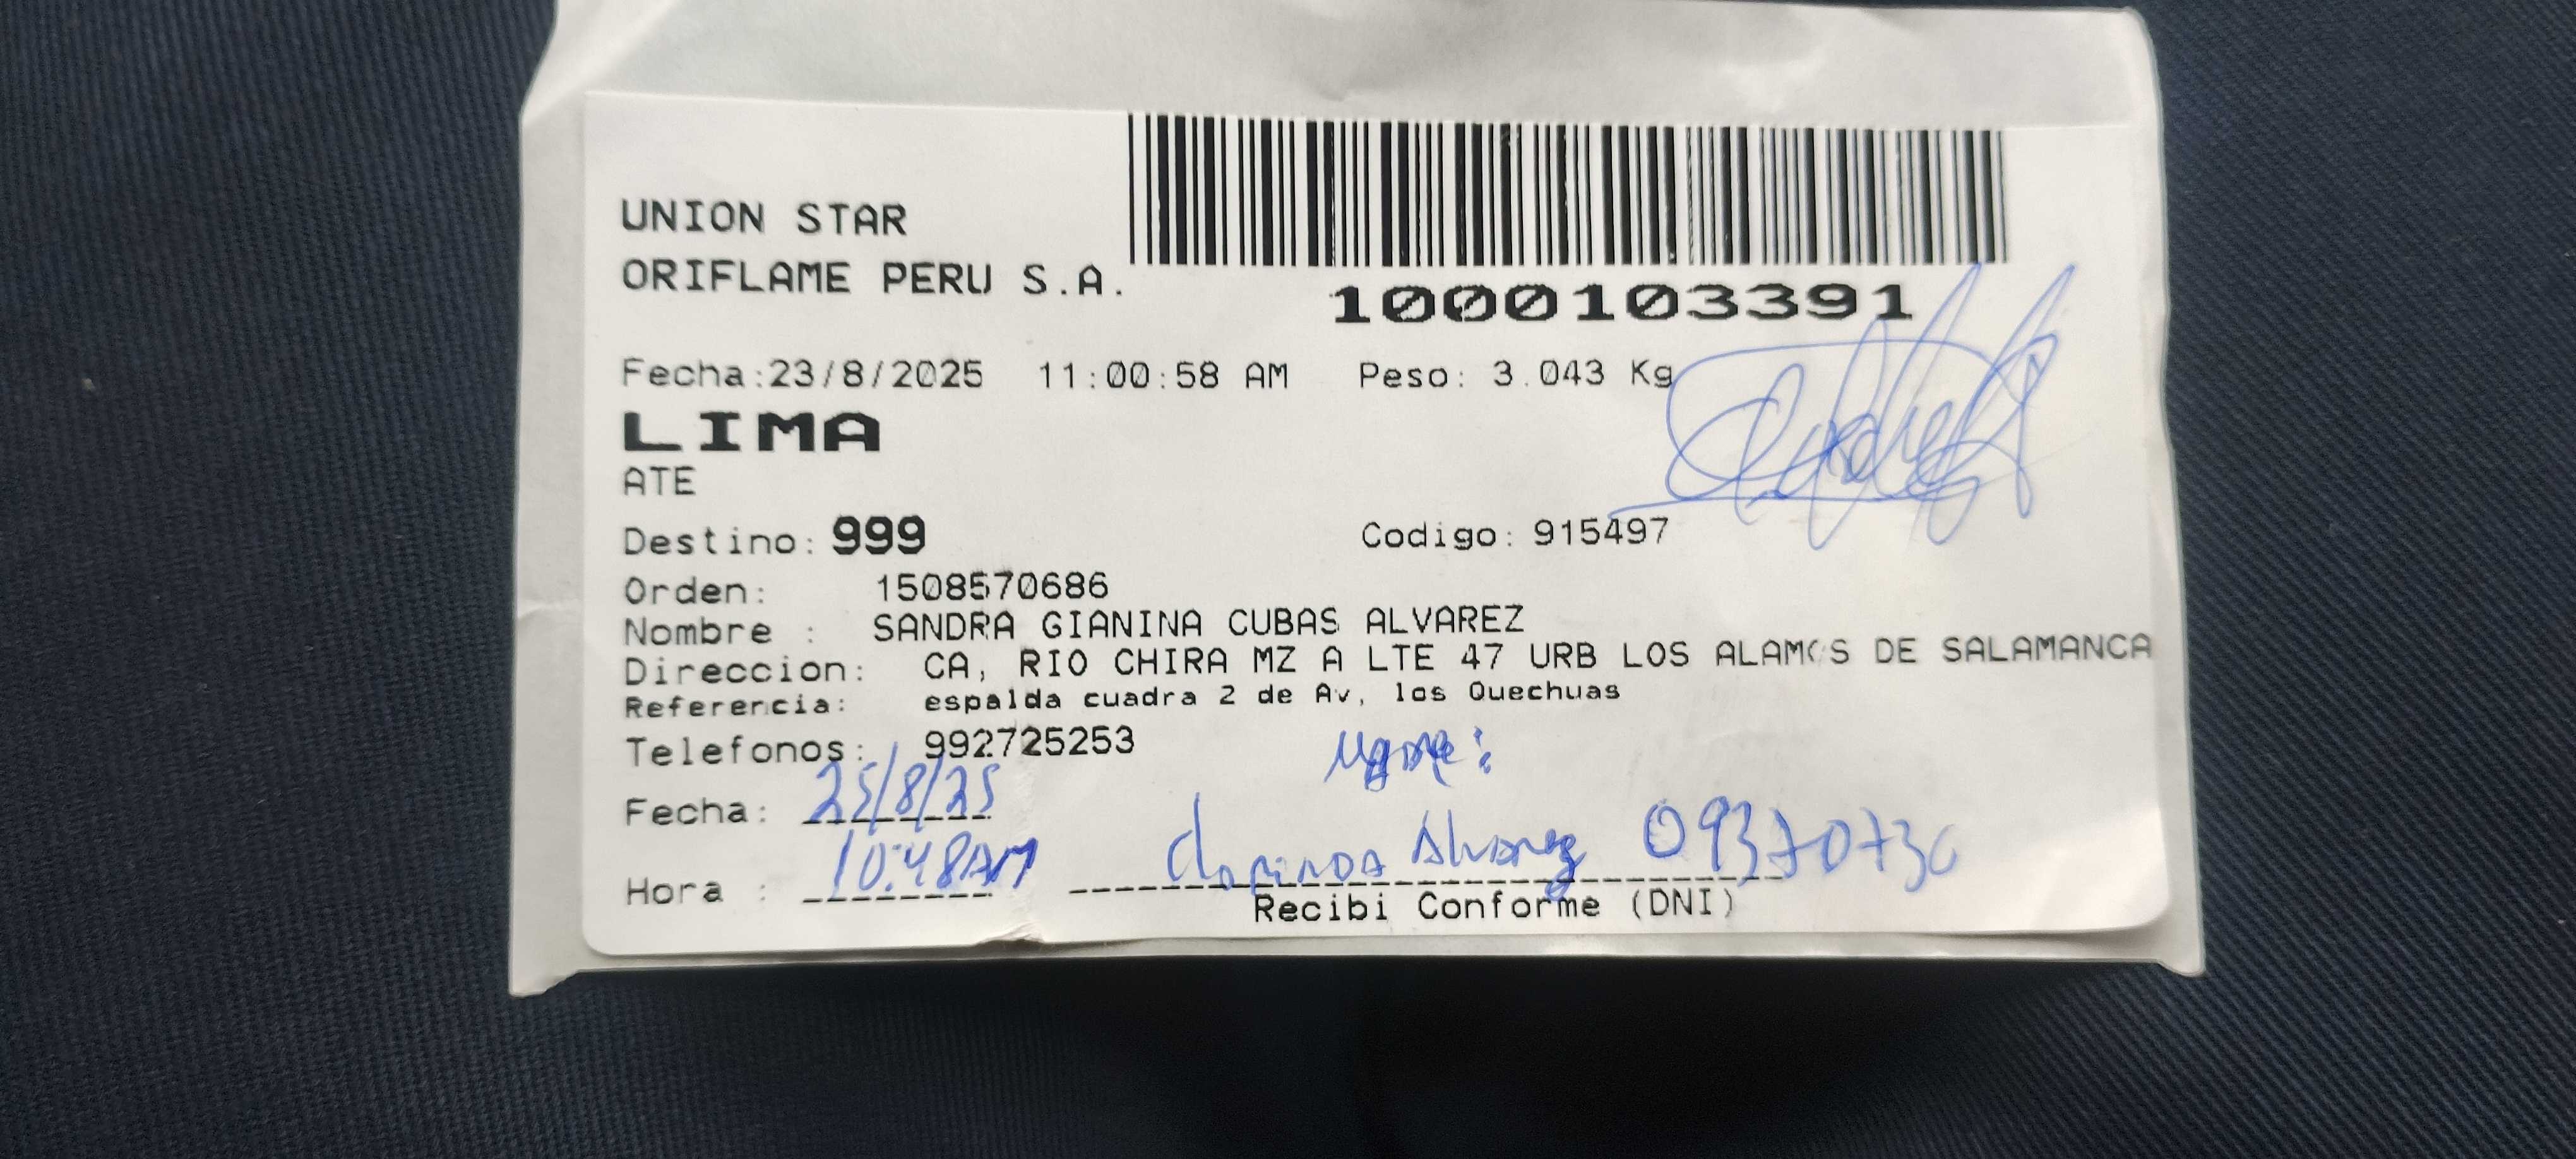 UNION STAR
ORIFLAME PERU S.A.
1000103391
Fecha:23/8/2025 11:00:58 AM Peso: 3.043 Kg
LIMA
ATE
Destino: 999 Codigo: 915497
Orden: 1508570686
Nombre : SANDRA GIANINA CUBAS ALVAREZ
Direccion: CA, RIO CHIRA MZ A LTE 47 URB LOS ALAMOS DE SALAMANCA
Referencia: espalda cuadra 2 de Av, los Quechuas
Telefonos: 992725253
Fecha: 25/8/25
Hora : 10:48AM Clorinda Alvarez
Recibi Conforme (DNI)